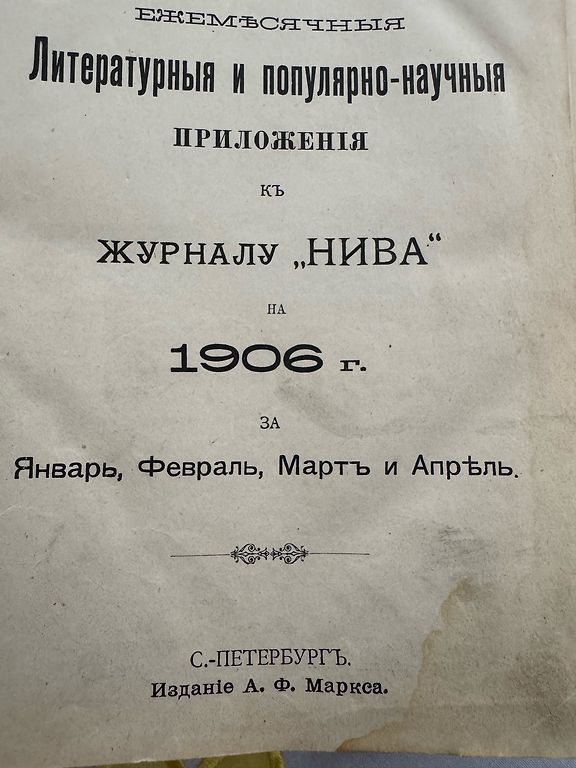 ЕЖЕМѢСЯЧНЫЯ
Литературныя и популярно-научныя
ПРИЛОЖЕНІЯ
КЪ
ЖУРНАЛУ „НИВА“
НА
1906 г.
ЗА
Январь, Февраль, Мартъ и Апрѣль.
С.-ПЕТЕРБУРГЪ.
Изданіе А. Ф. Маркса.